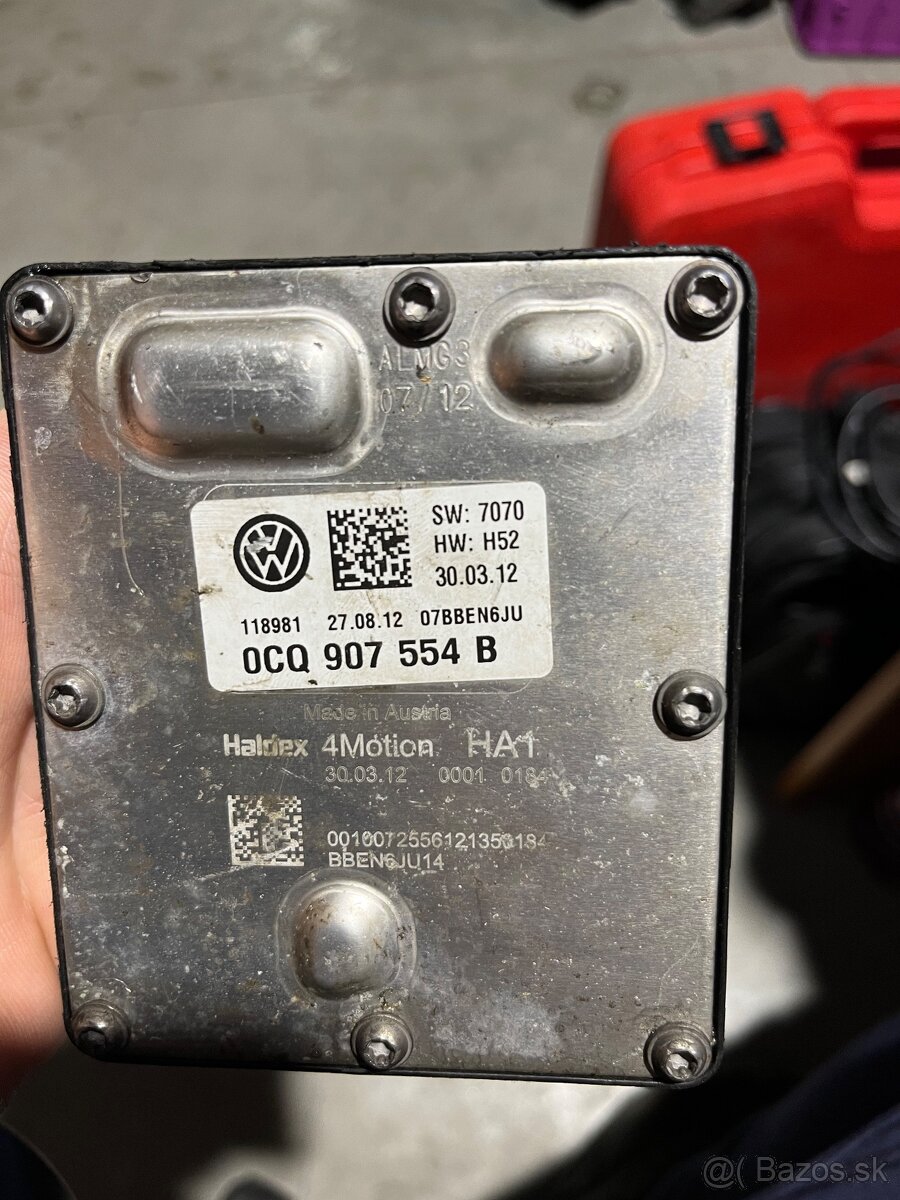 ALMG3
07/12
SW: 7070
HW: H52
30.03.12
118981 27.08.12 07BBEN6JU
0CQ 907 554 B
Made in Austria
Haldex 4Motion HA1
30.03.12 0001 0184
BBEN6JU14
@( Bazos.sk